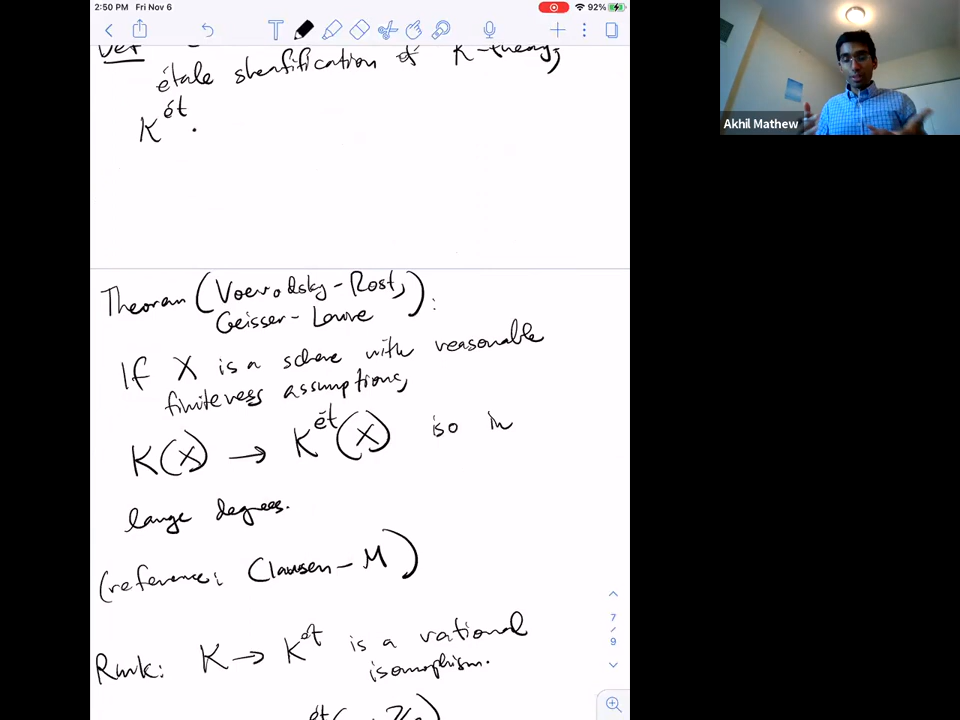 2:50 PM Fri Nov 6
92%
étale sheafification of K-theory,
K^ét.
Theorem (Voevodsky-Rost,
Geisser-Levine):
If X is a scheme with reasonable
finiteness assumptions,
K(X) → K^ét(X) iso in
large degrees.
(reference: Clausen-M)
Rmk: K → K^ét is a rational
isomorphism.
7
/
9
Akhil Mathew